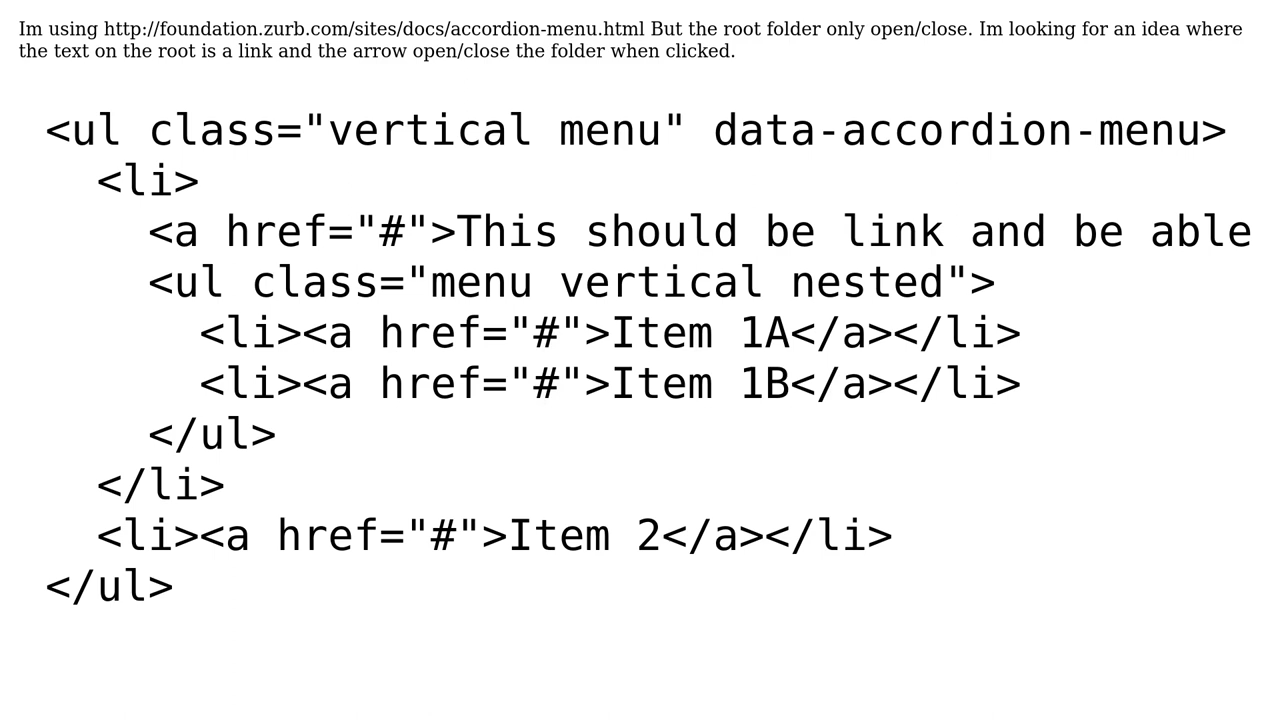 Im using http://foundation.zurb.com/sites/docs/accordion-menu.html But the root folder only open/close. Im looking for an idea where
the text on the root is a link and the arrow open/close the folder when clicked.
<ul class="vertical menu" data-accordion-menu>
  <li>
    <a href="#">This should be link and be able
    <ul class="menu vertical nested">
      <li><a href="#">Item 1A</a></li>
      <li><a href="#">Item 1B</a></li>
    </ul>
  </li>
  <li><a href="#">Item 2</a></li>
</ul>